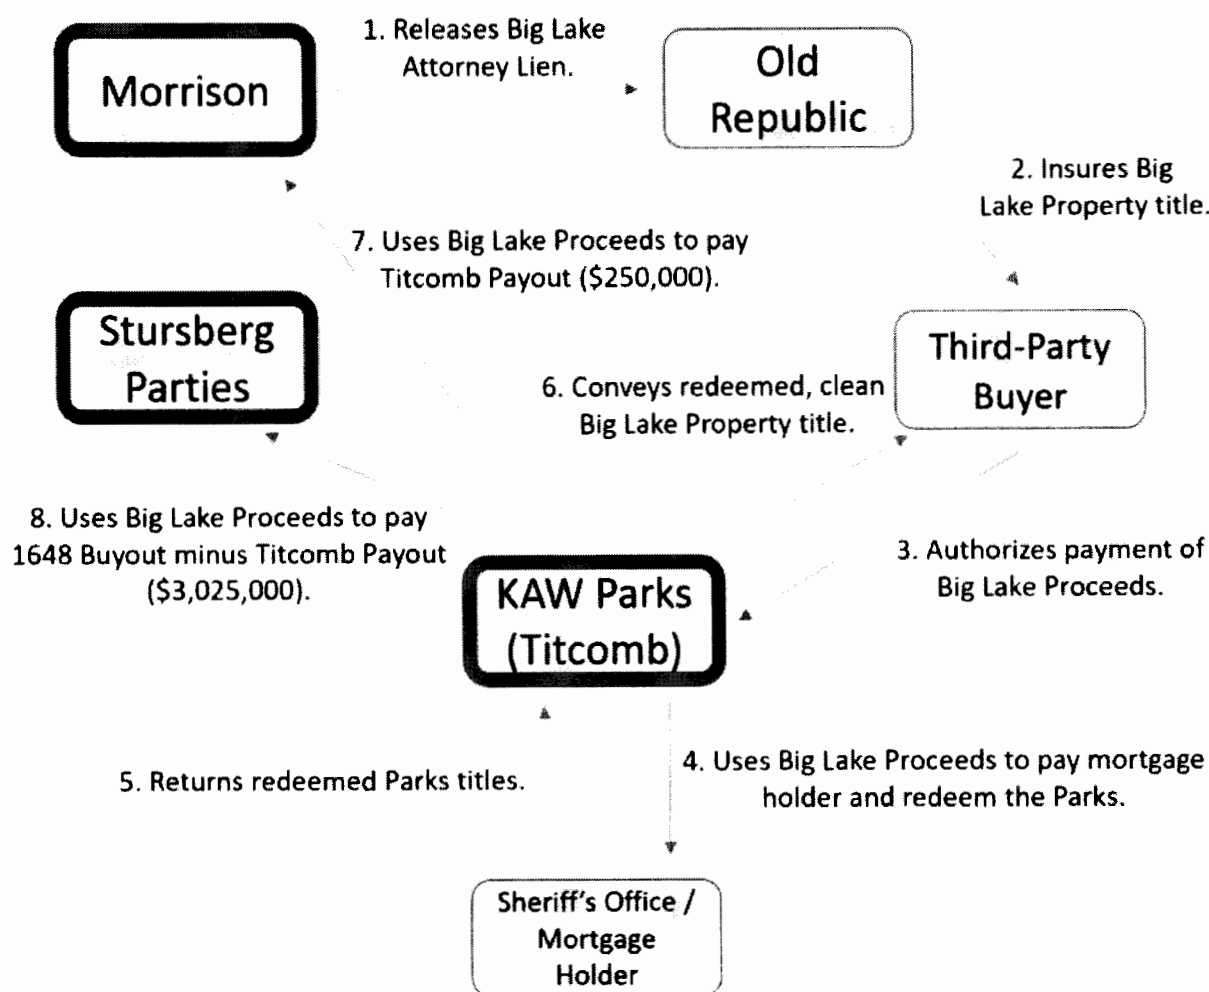 Morrison
1. Releases Big Lake
Attorney Lien.
Old
Republic
2. Insures Big
Lake Property title.
7. Uses Big Lake Proceeds to pay
Titcomb Payout ($250,000).
Stursberg
Parties
Third-Party
Buyer
6. Conveys redeemed, clean
Big Lake Property title.
8. Uses Big Lake Proceeds to pay
1648 Buyout minus Titcomb Payout
($3,025,000).
3. Authorizes payment of
Big Lake Proceeds.
KAW Parks
(Titcomb)
5. Returns redeemed Parks titles.
4. Uses Big Lake Proceeds to pay mortgage
holder and redeem the Parks.
Sheriff's Office /
Mortgage
Holder